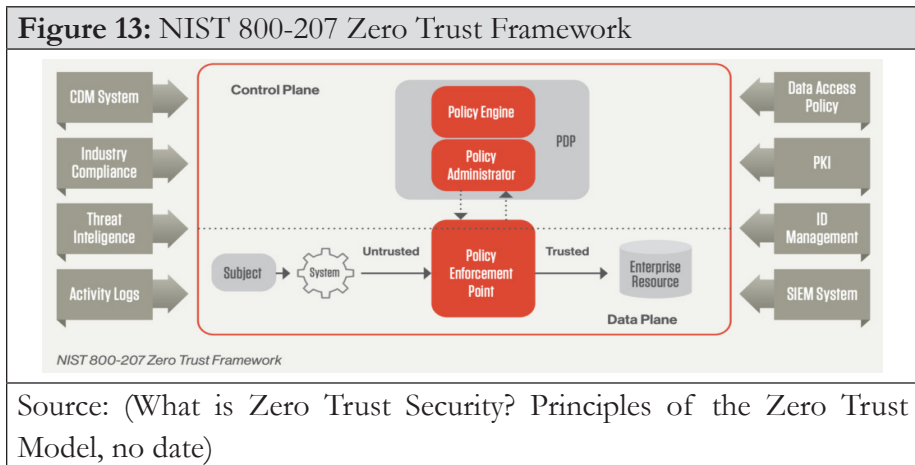 Figure 13: NIST 800-207 Zero Trust Framework
CDM System
Industry
Compliance
Threat
Inteligence
Activity Logs
Control Plane
Policy Engine
Policy
Administrator
PDP
Subject
System
Untrusted
Policy
Enforcement
Point
Trusted
Enterprise
Resource
Data Plane
Data Access
Policy
PKI
ID
Management
SIEM System
NIST 800-207 Zero Trust Framework
Source: (What is Zero Trust Security? Principles of the Zero Trust
Model, no date)